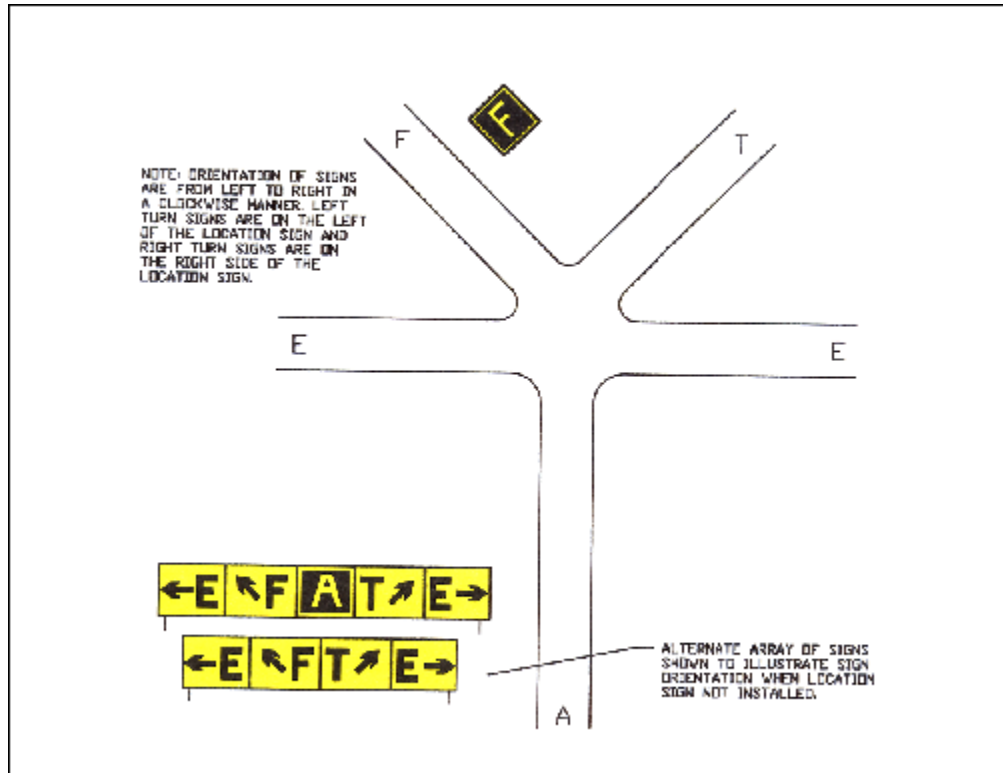 F
F
T
NOTE: ORIENTATION OF SIGNS
ARE FROM LEFT TO RIGHT IN
A CLOCKWISE MANNER. LEFT
TURN SIGNS ARE ON THE LEFT
OF THE LOCATION SIGN AND
RIGHT TURN SIGNS ARE ON
THE RIGHT SIDE OF THE
LOCATION SIGN.
E
E
←E ↖F A T↗ E→
←E ↖F T↗ E→
ALTERNATE ARRAY OF SIGNS
SHOWN TO ILLUSTRATE SIGN
ORIENTATION WHEN LOCATION
SIGN NOT INSTALLED.
A